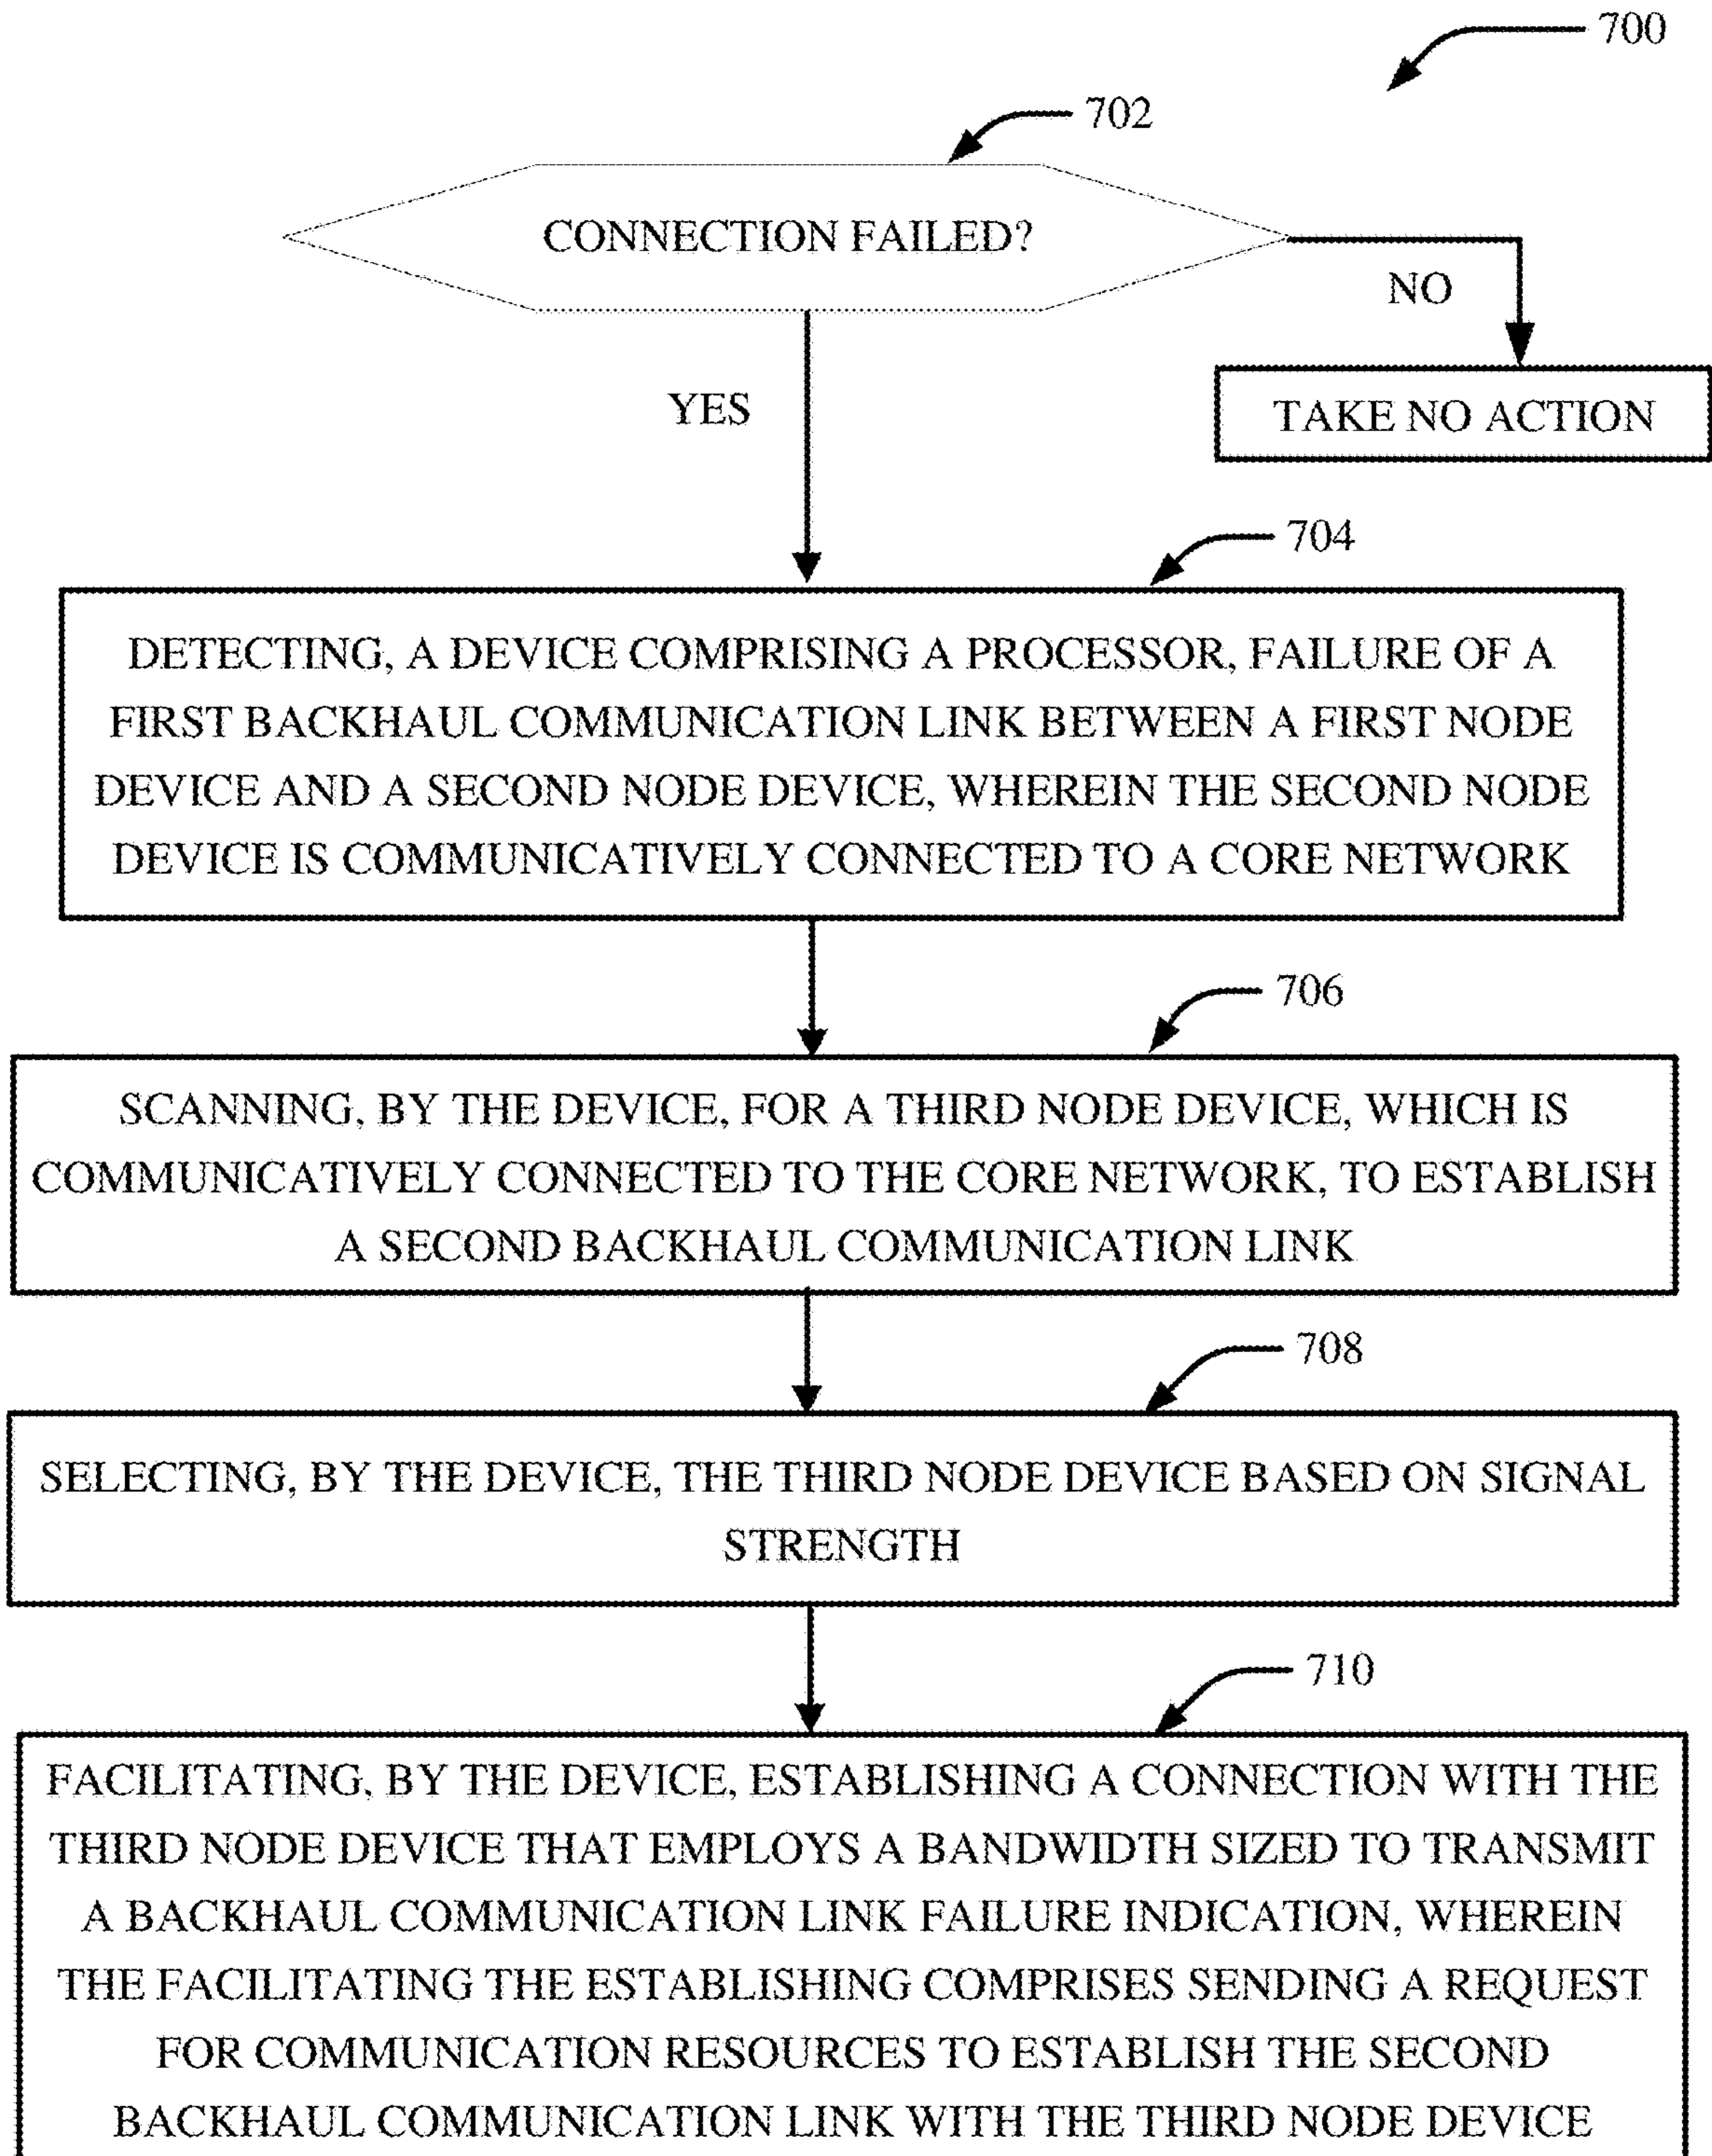 700
702
CONNECTION FAILED?
NO
YES
TAKE NO ACTION
704
DETECTING, A DEVICE COMPRISING A PROCESSOR, FAILURE OF A
FIRST BACKHAUL COMMUNICATION LINK BETWEEN A FIRST NODE
DEVICE AND A SECOND NODE DEVICE, WHEREIN THE SECOND NODE
DEVICE IS COMMUNICATIVELY CONNECTED TO A CORE NETWORK
706
SCANNING, BY THE DEVICE, FOR A THIRD NODE DEVICE, WHICH IS
COMMUNICATIVELY CONNECTED TO THE CORE NETWORK, TO ESTABLISH
A SECOND BACKHAUL COMMUNICATION LINK
708
SELECTING, BY THE DEVICE, THE THIRD NODE DEVICE BASED ON SIGNAL
STRENGTH
710
FACILITATING, BY THE DEVICE, ESTABLISHING A CONNECTION WITH THE
THIRD NODE DEVICE THAT EMPLOYS A BANDWIDTH SIZED TO TRANSMIT
A BACKHAUL COMMUNICATION LINK FAILURE INDICATION, WHEREIN
THE FACILITATING THE ESTABLISHING COMPRISES SENDING A REQUEST
FOR COMMUNICATION RESOURCES TO ESTABLISH THE SECOND
BACKHAUL COMMUNICATION LINK WITH THE THIRD NODE DEVICE